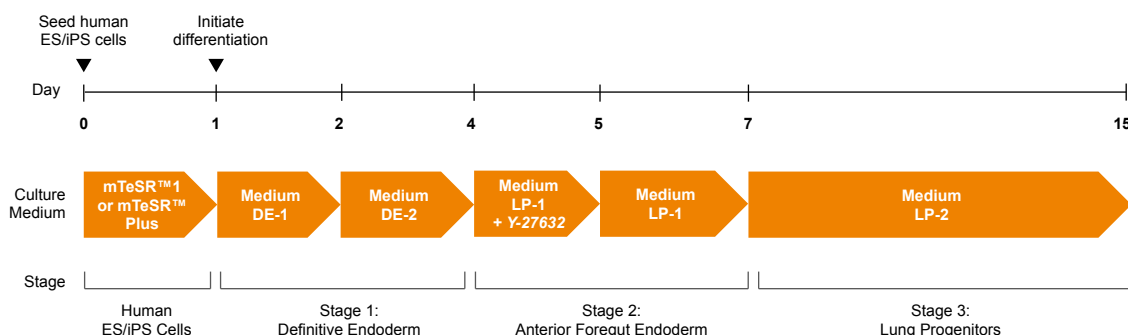 Seed human
ES/iPS cells
Initiate
differentiation
Day
0 1 2 4 5 7 15
Culture
Medium
mTeSR™1
or mTeSR™
Plus
Medium
DE-1
Medium
DE-2
Medium
LP-1
+ Y-27632
Medium
LP-1
Medium
LP-2
Stage
Human
ES/iPS Cells
Stage 1:
Definitive Endoderm
Stage 2:
Anterior Foregut Endoderm
Stage 3:
Lung Progenitors